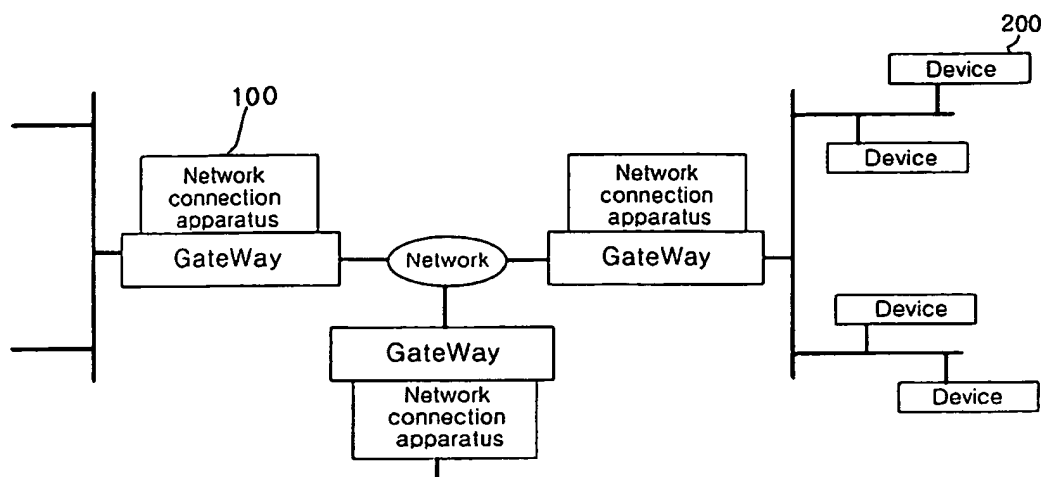 200
Device
100
Device
Network
connection
apparatus
GateWay
Network
connection
apparatus
GateWay
Network
Device
GateWay
Device
Network
connection
apparatus